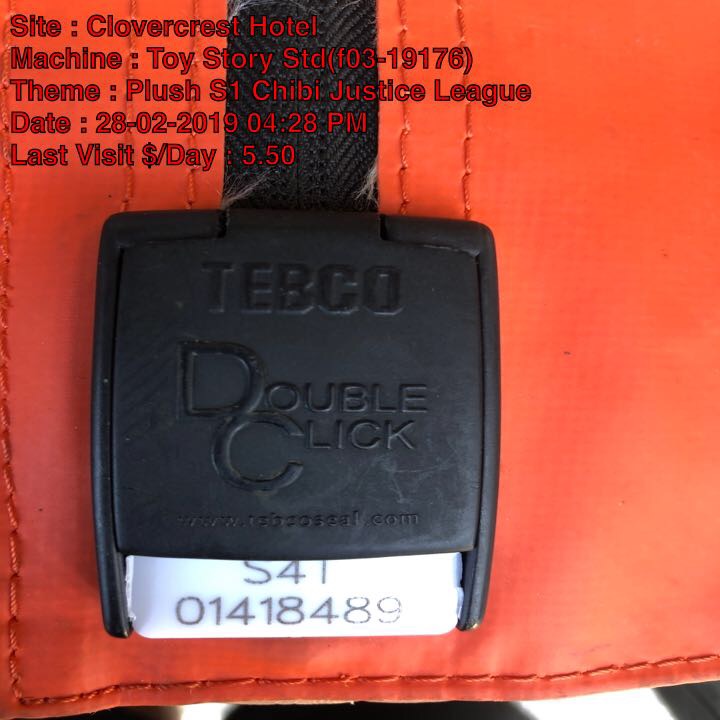 Site : Clovercrest Hotel
Machine : Toy Story Std(f03-19176)
Theme : Plush S1 Chibi Justice League
Date : 28-02-2019 04:28 PM
Last Visit $/Day : 5.50
TEBCO
DOUBLE
CLICK
www.tebcoseal.com
S41
01418489